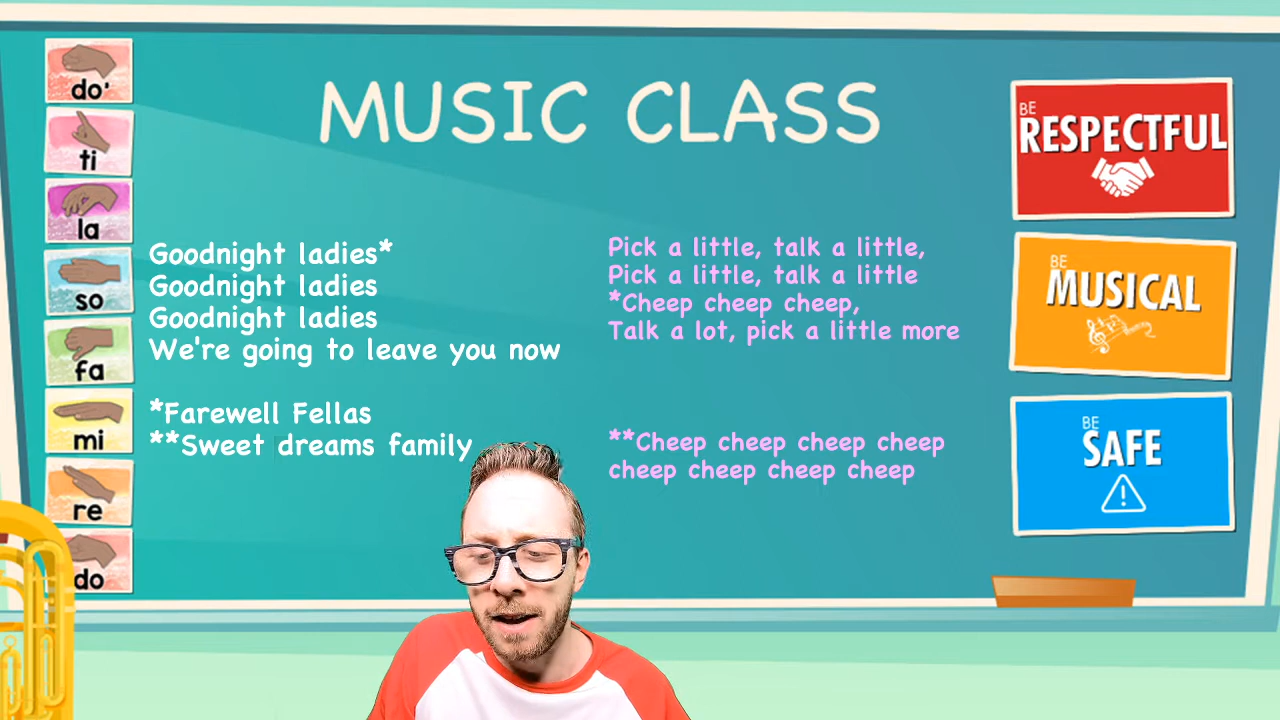 MUSIC CLASS
do'
ti
la
so
fa
mi
re
do
Goodnight ladies*
Goodnight ladies
Goodnight ladies
We're going to leave you now
*Farewell Fellas
**Sweet dreams family
Pick a little, talk a little,
Pick a little, talk a little
*Cheep cheep cheep,
Talk a lot, pick a little more
**Cheep cheep cheep cheep
cheep cheep cheep cheep
BE
RESPECTFUL
BE
MUSICAL
BE
SAFE